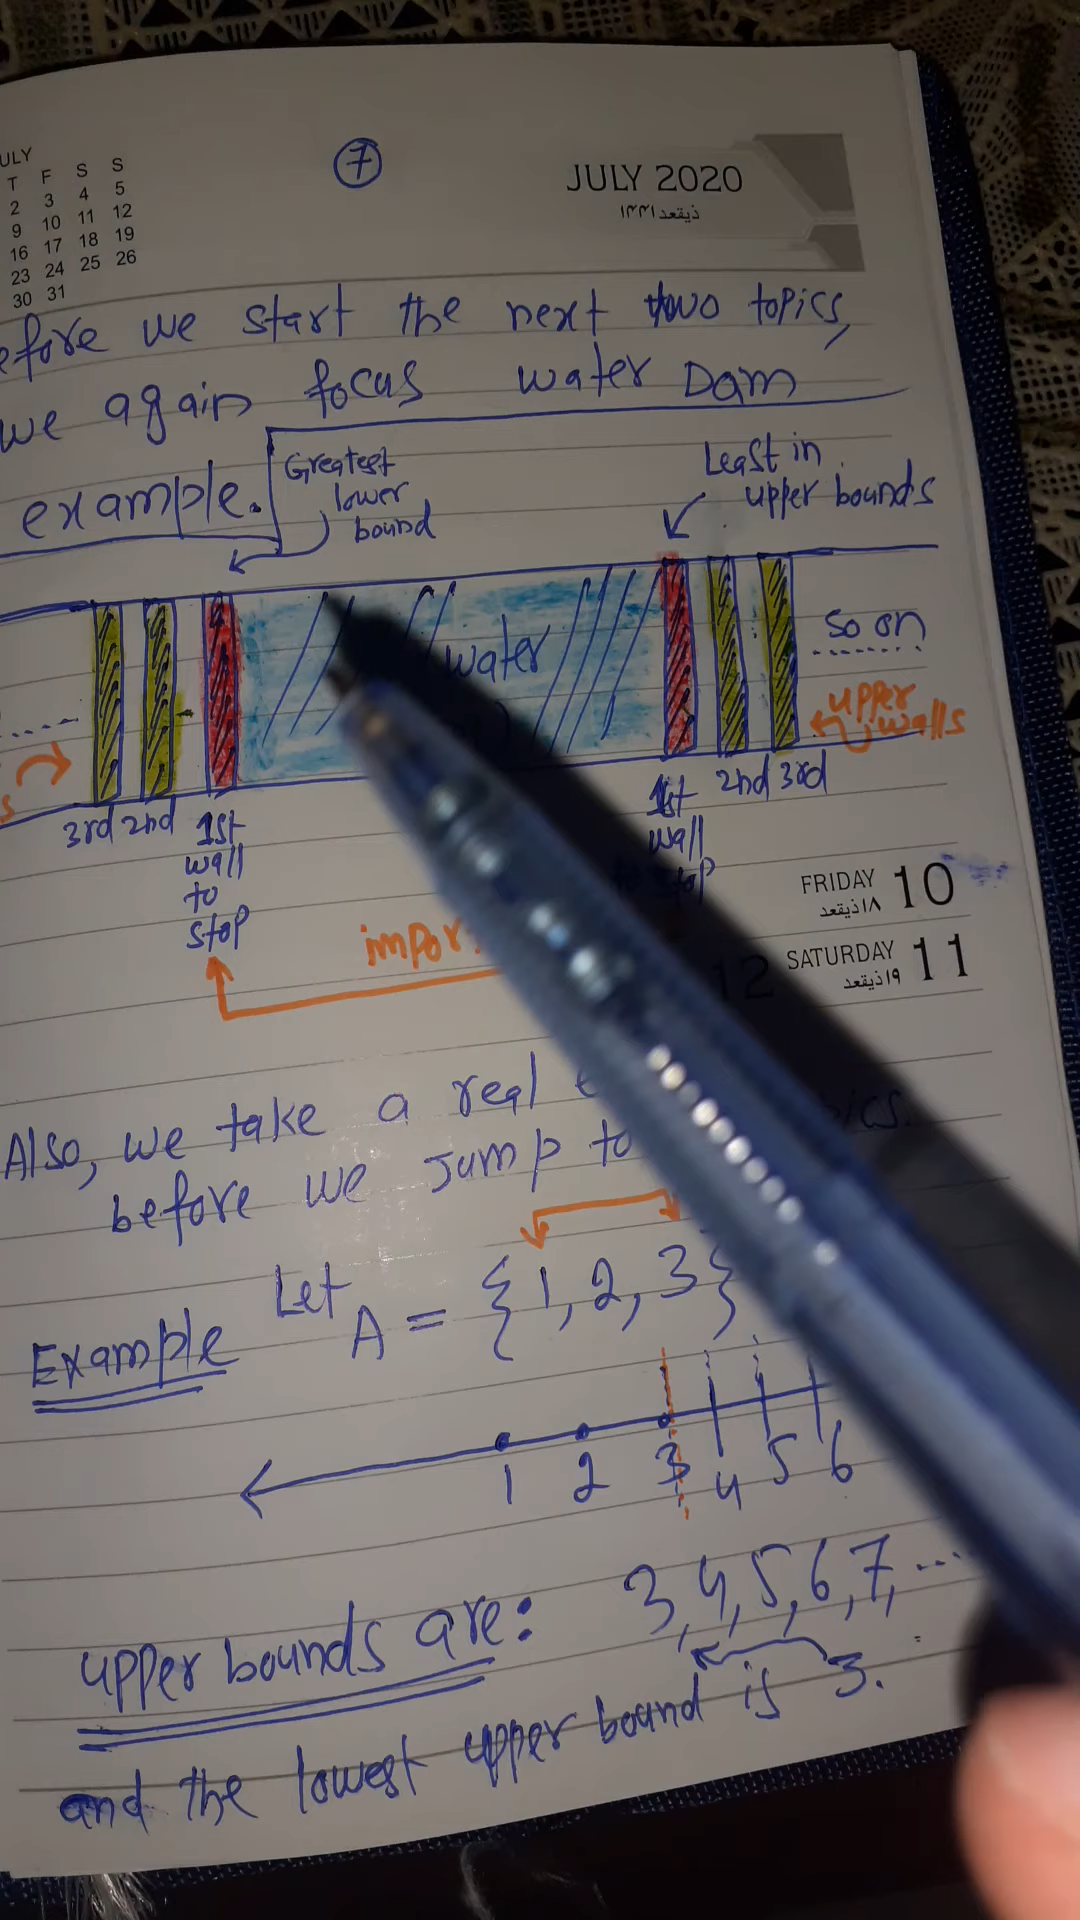 ULY
T F S S
2 3 4 5
9 10 11 12
16 17 18 19
23 24 25 26
30 31
7
JULY 2020
ذيقعد ١٤٤١
efore we start the next two topics,
we again focus water Dam
example.
Greatest
lower
bound
Least in
upper bounds
water
so on
upper
walls
s
3rd 2nd 1st
wall
to
stop
1st 2nd 3rd
wall
FRIDAY 10
١٨ ذيقعد
SATURDAY 11
١٩ ذيقعد
12
Also, we take a real
before we Jump to
Example Let A = {1, 2, 3}
1 2 3 4 5 6
upper bounds are: 3, 4, 5, 6, 7, ...
and the lowest upper bound is 3.